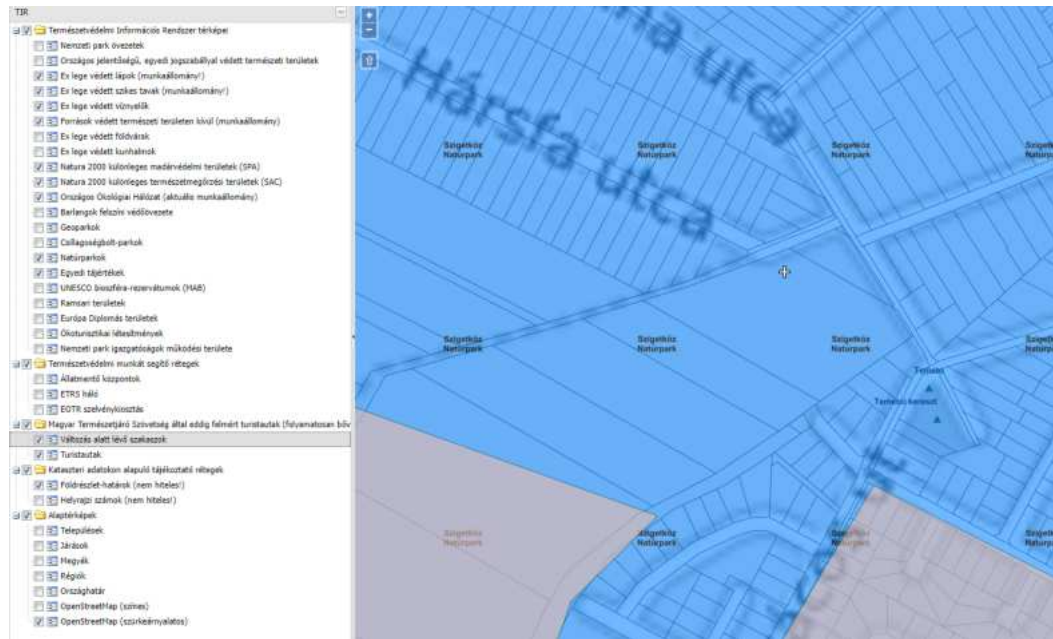 TIR
Természetvédelmi Információs Rendszer térképei
Nemzeti park övezetek
Országos jelentőségű, egyedi jogszabállyal védett természeti területek
Ex lege védett lápok (munkaállomány!)
Ex lege védett szikes tavak (munkaállomány!)
Ex lege védett víznyelők
Források védett természeti területen kívül (munkaállomány)
Ex lege védett földvárak
Ex lege védett kunhalmok
Natura 2000 különleges madárvédelmi területek (SPA)
Natura 2000 különleges természetmegőrzési területek (SAC)
Országos Ökológiai Hálózat (aktuális munkaállomány)
Barlangok felszíni védőövezete
Geoparkok
Csillagoségbolt-parkok
Natúrparkok
Egyedi tájértékek
UNESCO bioszféra-rezervátumok (MAB)
Ramsari területek
Európa Diplomás területek
Ökoturisztikai létesítmények
Nemzeti park igazgatóságok működési területe
Természetvédelmi munkát segítő rétegek
Állatmentő központok
ETRS háló
EOTR szelvénykiosztás
Magyar Természetjáró Szövetség által eddig felmért turistautak (folyamatosan bőv
Változás alatt lévő szakaszok
Turistautak
Kataszteri adatokon alapuló tájékoztató rétegek
Földrészlet-határok (nem hiteles!)
Helyrajzi számok (nem hiteles!)
Alaptérképek
Települések
Járások
Megyék
Régiók
Országhatár
OpenStreetMap (színes)
OpenStreetMap (szürkeárnyalatos)
ma utca
Hársfa utca
Szigetköz Natúrpark
Szigetköz Natúrpark
Szigetköz Natúrpark
Szigetköz Natúrpark
Szigetköz Natúrpark
Szigetköz Natúrpark
Temető
Temetői kereszt
Szigetköz Natúrpark
Szigetköz Natúrpark
Szigetköz Natúrpark